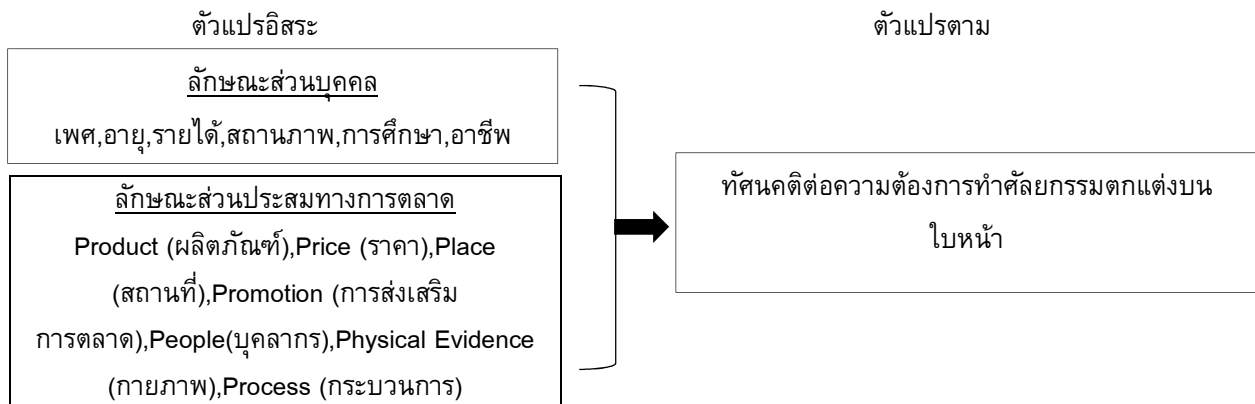 ตัวแปรอิสระ
ลักษณะส่วนบุคคล
เพศ,อายุ,รายได้,สถานภาพ,การศึกษา,อาชีพ
ลักษณะส่วนประสมทางการตลาด
Product (ผลิตภัณฑ์),Price (ราคา),Place
(สถานที่),Promotion (การส่งเสริม
การตลาด),People(บุคลากร),Physical Evidence
(กายภาพ),Process (กระบวนการ)
ตัวแปรตาม
ทัศนคติต่อความต้องการทำศัลยกรรมตกแต่งบน
ใบหน้า